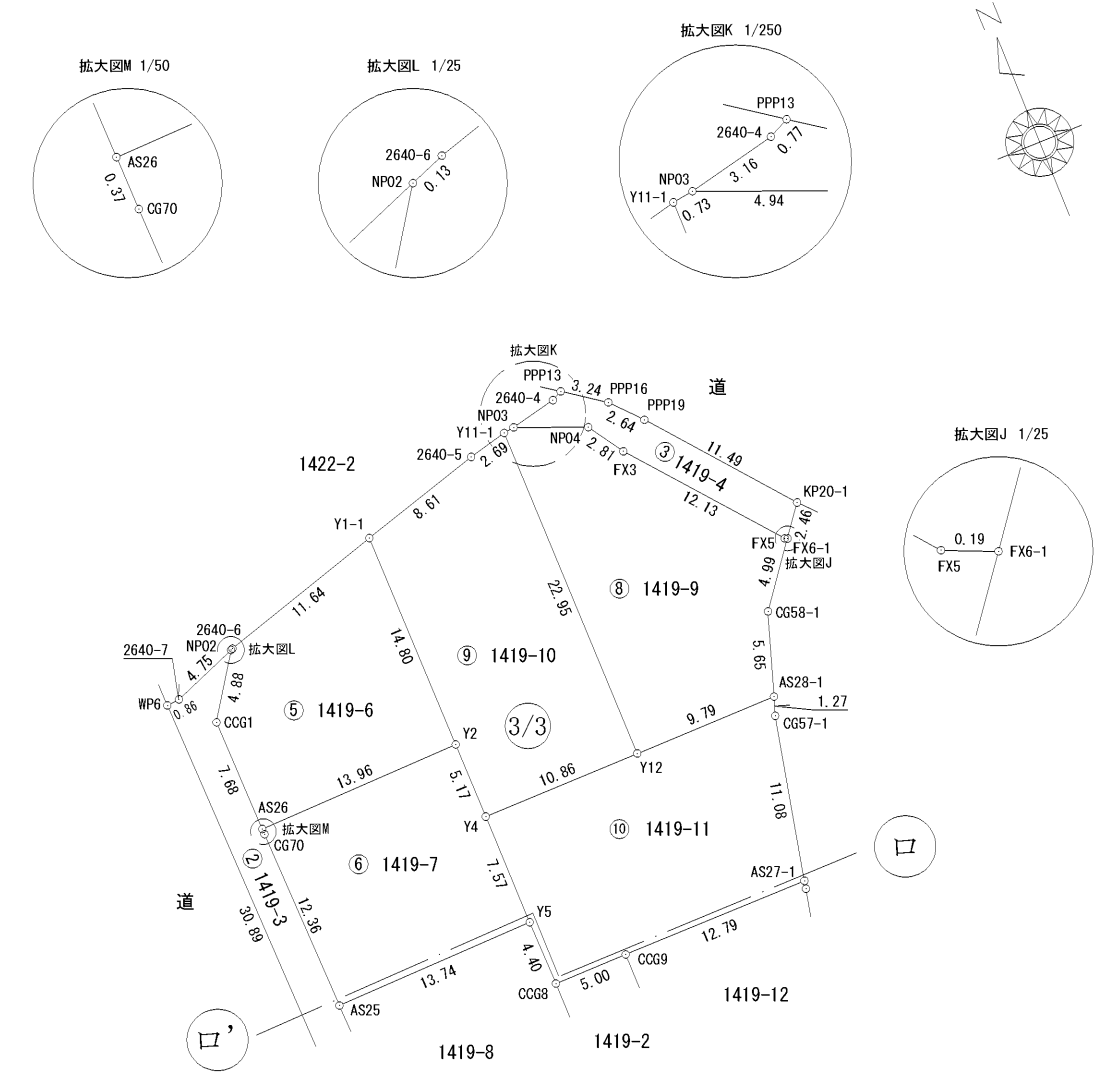 拡大図M 1/50
AS26
0.37
CG70
拡大図L 1/25
2640-6
NP02
0.13
拡大図K 1/250
PPP13
2640-4
0.77
3.16
NP03
Y11-1
0.73
4.94
N
拡大図K
PPP13
3.24
PPP16
2640-4
2.64
PPP19
NP03
Y11-1
NP04
2.81
2640-5
2.69
FX3
道
③ 1419-4
11.49
12.13
KP20-1
2.46
FX5
FX6-1
拡大図J
4.99
拡大図J 1/25
0.19
FX5
FX6-1
1422-2
8.61
Y1-1
11.64
22.95
⑧ 1419-9
CG58-1
5.65
2640-6
NP02
拡大図L
2640-7
4.75
4.88
WP6
0.86
CCG1
14.80
⑨ 1419-10
⑤ 1419-6
3/3
AS28-1
1.27
CG57-1
9.79
Y2
Y12
7.68
13.96
5.17
10.86
Y4
11.08
AS26
拡大図M
CG70
⑩ 1419-11
⑥ 1419-7
② 1419-3
7.57
AS27-1
ロ
道
30.89
12.36
Y5
4.40
13.74
12.79
CCG9
5.00
CCG8
AS25
1419-12
ロ’
1419-2
1419-8